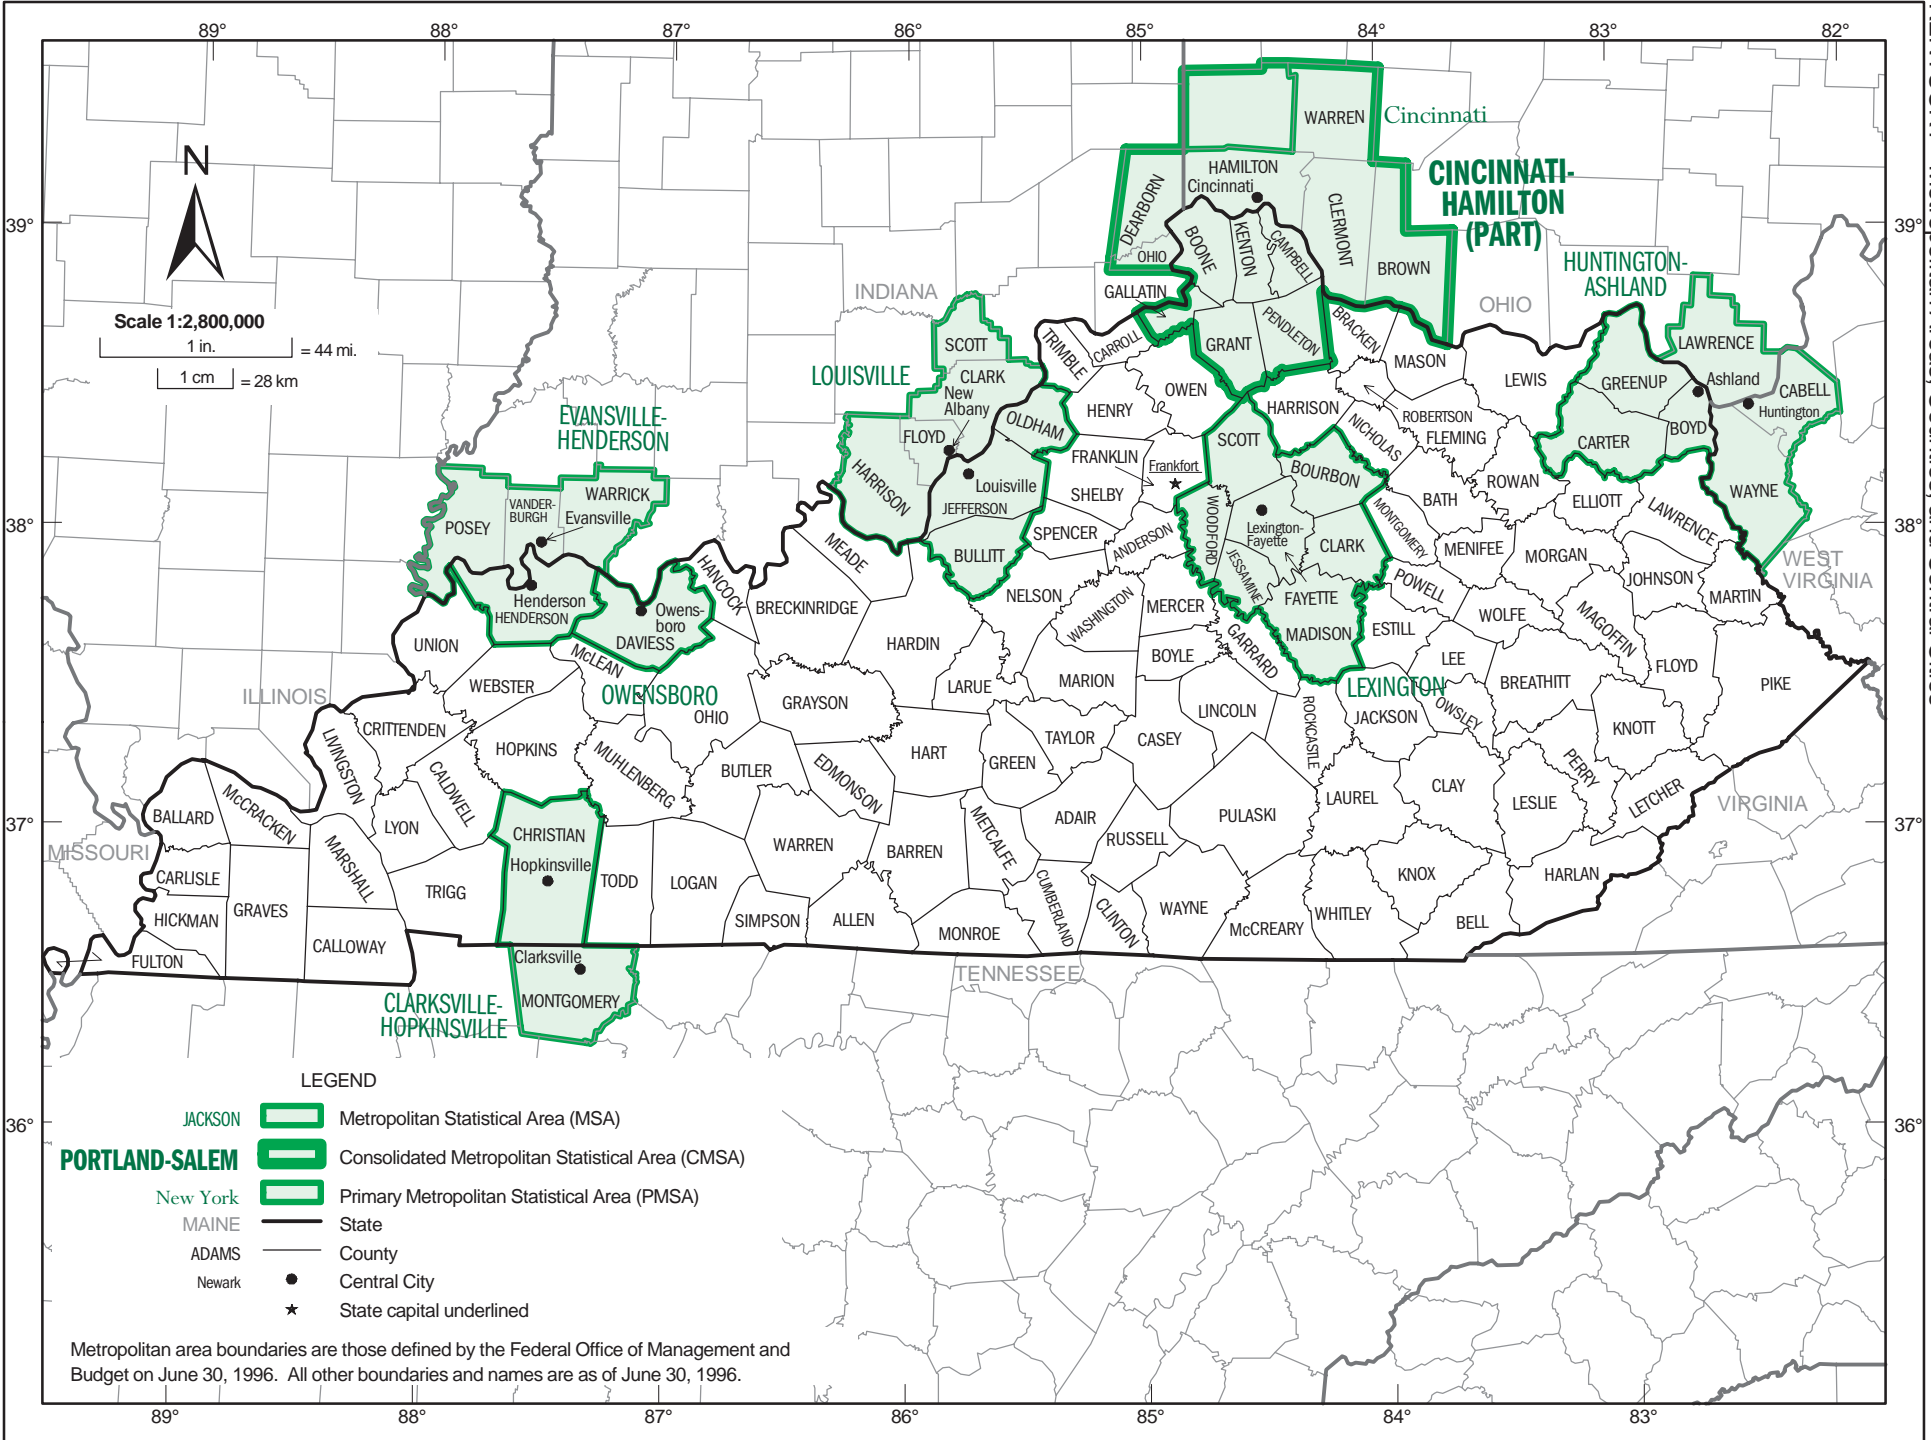 89°
88°
87°
86°
85°
84°
83°
82°
N
Scale 1:2,800,000
1 in.
= 44 mi.
1 cm
= 28 km
39°
39°
38°
38°
37°
37°
36°
36°
WARREN
Cincinnati
HAMILTON
Cincinnati
CINCINNATI-
HAMILTON
(PART)
DEARBORN
OHIO
CLERMONT
BROWN
BOONE
KENTON
CAMPBELL
GALLATIN
GRANT
PENDLETON
INDIANA
OHIO
HUNTINGTON-
ASHLAND
LAWRENCE
GREENUP
Ashland
CABELL
Huntington
CARTER
BOYD
WAYNE
WEST
VIRGINIA
LOUISVILLE
SCOTT
CLARK
New
Albany
FLOYD
HARRISON
OLDHAM
Louisville
JEFFERSON
BULLITT
TRIMBLE
CARROLL
HENRY
OWEN
BRACKEN
MASON
LEWIS
HARRISON
ROBERTSON
NICHOLAS
FLEMING
ROWAN
ELLIOTT
LAWRENCE
FRANKLIN
Frankfort
SHELBY
SPENCER
ANDERSON
SCOTT
BOURBON
WOODFORD
Lexington-
Fayette
CLARK
JESSAMINE
FAYETTE
MADISON
LEXINGTON
MONTGOMERY
BATH
MENIFEE
MORGAN
JOHNSON
MARTIN
POWELL
WOLFE
MAGOFFIN
ESTILL
LEE
BREATHITT
FLOYD
PIKE
EVANSVILLE-
HENDERSON
POSEY
VANDER-
BURGH
WARRICK
Evansville
Henderson
HENDERSON
Owens-
boro
DAVIESS
OWENSBORO
HANCOCK
MEADE
BRECKINRIDGE
HARDIN
NELSON
WASHINGTON
MERCER
BOYLE
GARRARD
MARION
LARUE
GRAYSON
UNION
WEBSTER
McLEAN
OHIO
ILLINOIS
CRITTENDEN
LIVINGSTON
HOPKINS
CALDWELL
MUHLENBERG
BUTLER
EDMONSON
HART
GREEN
TAYLOR
CASEY
LINCOLN
ROCKCASTLE
JACKSON
OWSLEY
KNOTT
PERRY
CLAY
LESLIE
LETCHER
LAUREL
PULASKI
ADAIR
RUSSELL
METCALFE
BARREN
WARREN
BALLARD
McCRACKEN
LYON
MARSHALL
CHRISTIAN
Hopkinsville
TODD
LOGAN
TRIGG
MISSOURI
CARLISLE
HICKMAN
GRAVES
CALLOWAY
FULTON
SIMPSON
ALLEN
MONROE
CUMBERLAND
CLINTON
WAYNE
McCREARY
WHITLEY
KNOX
BELL
HARLAN
VIRGINIA
TENNESSEE
Clarksville
MONTGOMERY
CLARKSVILLE-
HOPKINSVILLE
LEGEND
JACKSON Metropolitan Statistical Area (MSA)
PORTLAND-SALEM Consolidated Metropolitan Statistical Area (CMSA)
New York Primary Metropolitan Statistical Area (PMSA)
MAINE State
ADAMS County
Newark Central City
State capital underlined
Metropolitan area boundaries are those defined by the Federal Office of Management and
Budget on June 30, 1996. All other boundaries and names are as of June 30, 1996.
89°
88°
87°
86°
85°
84°
83°